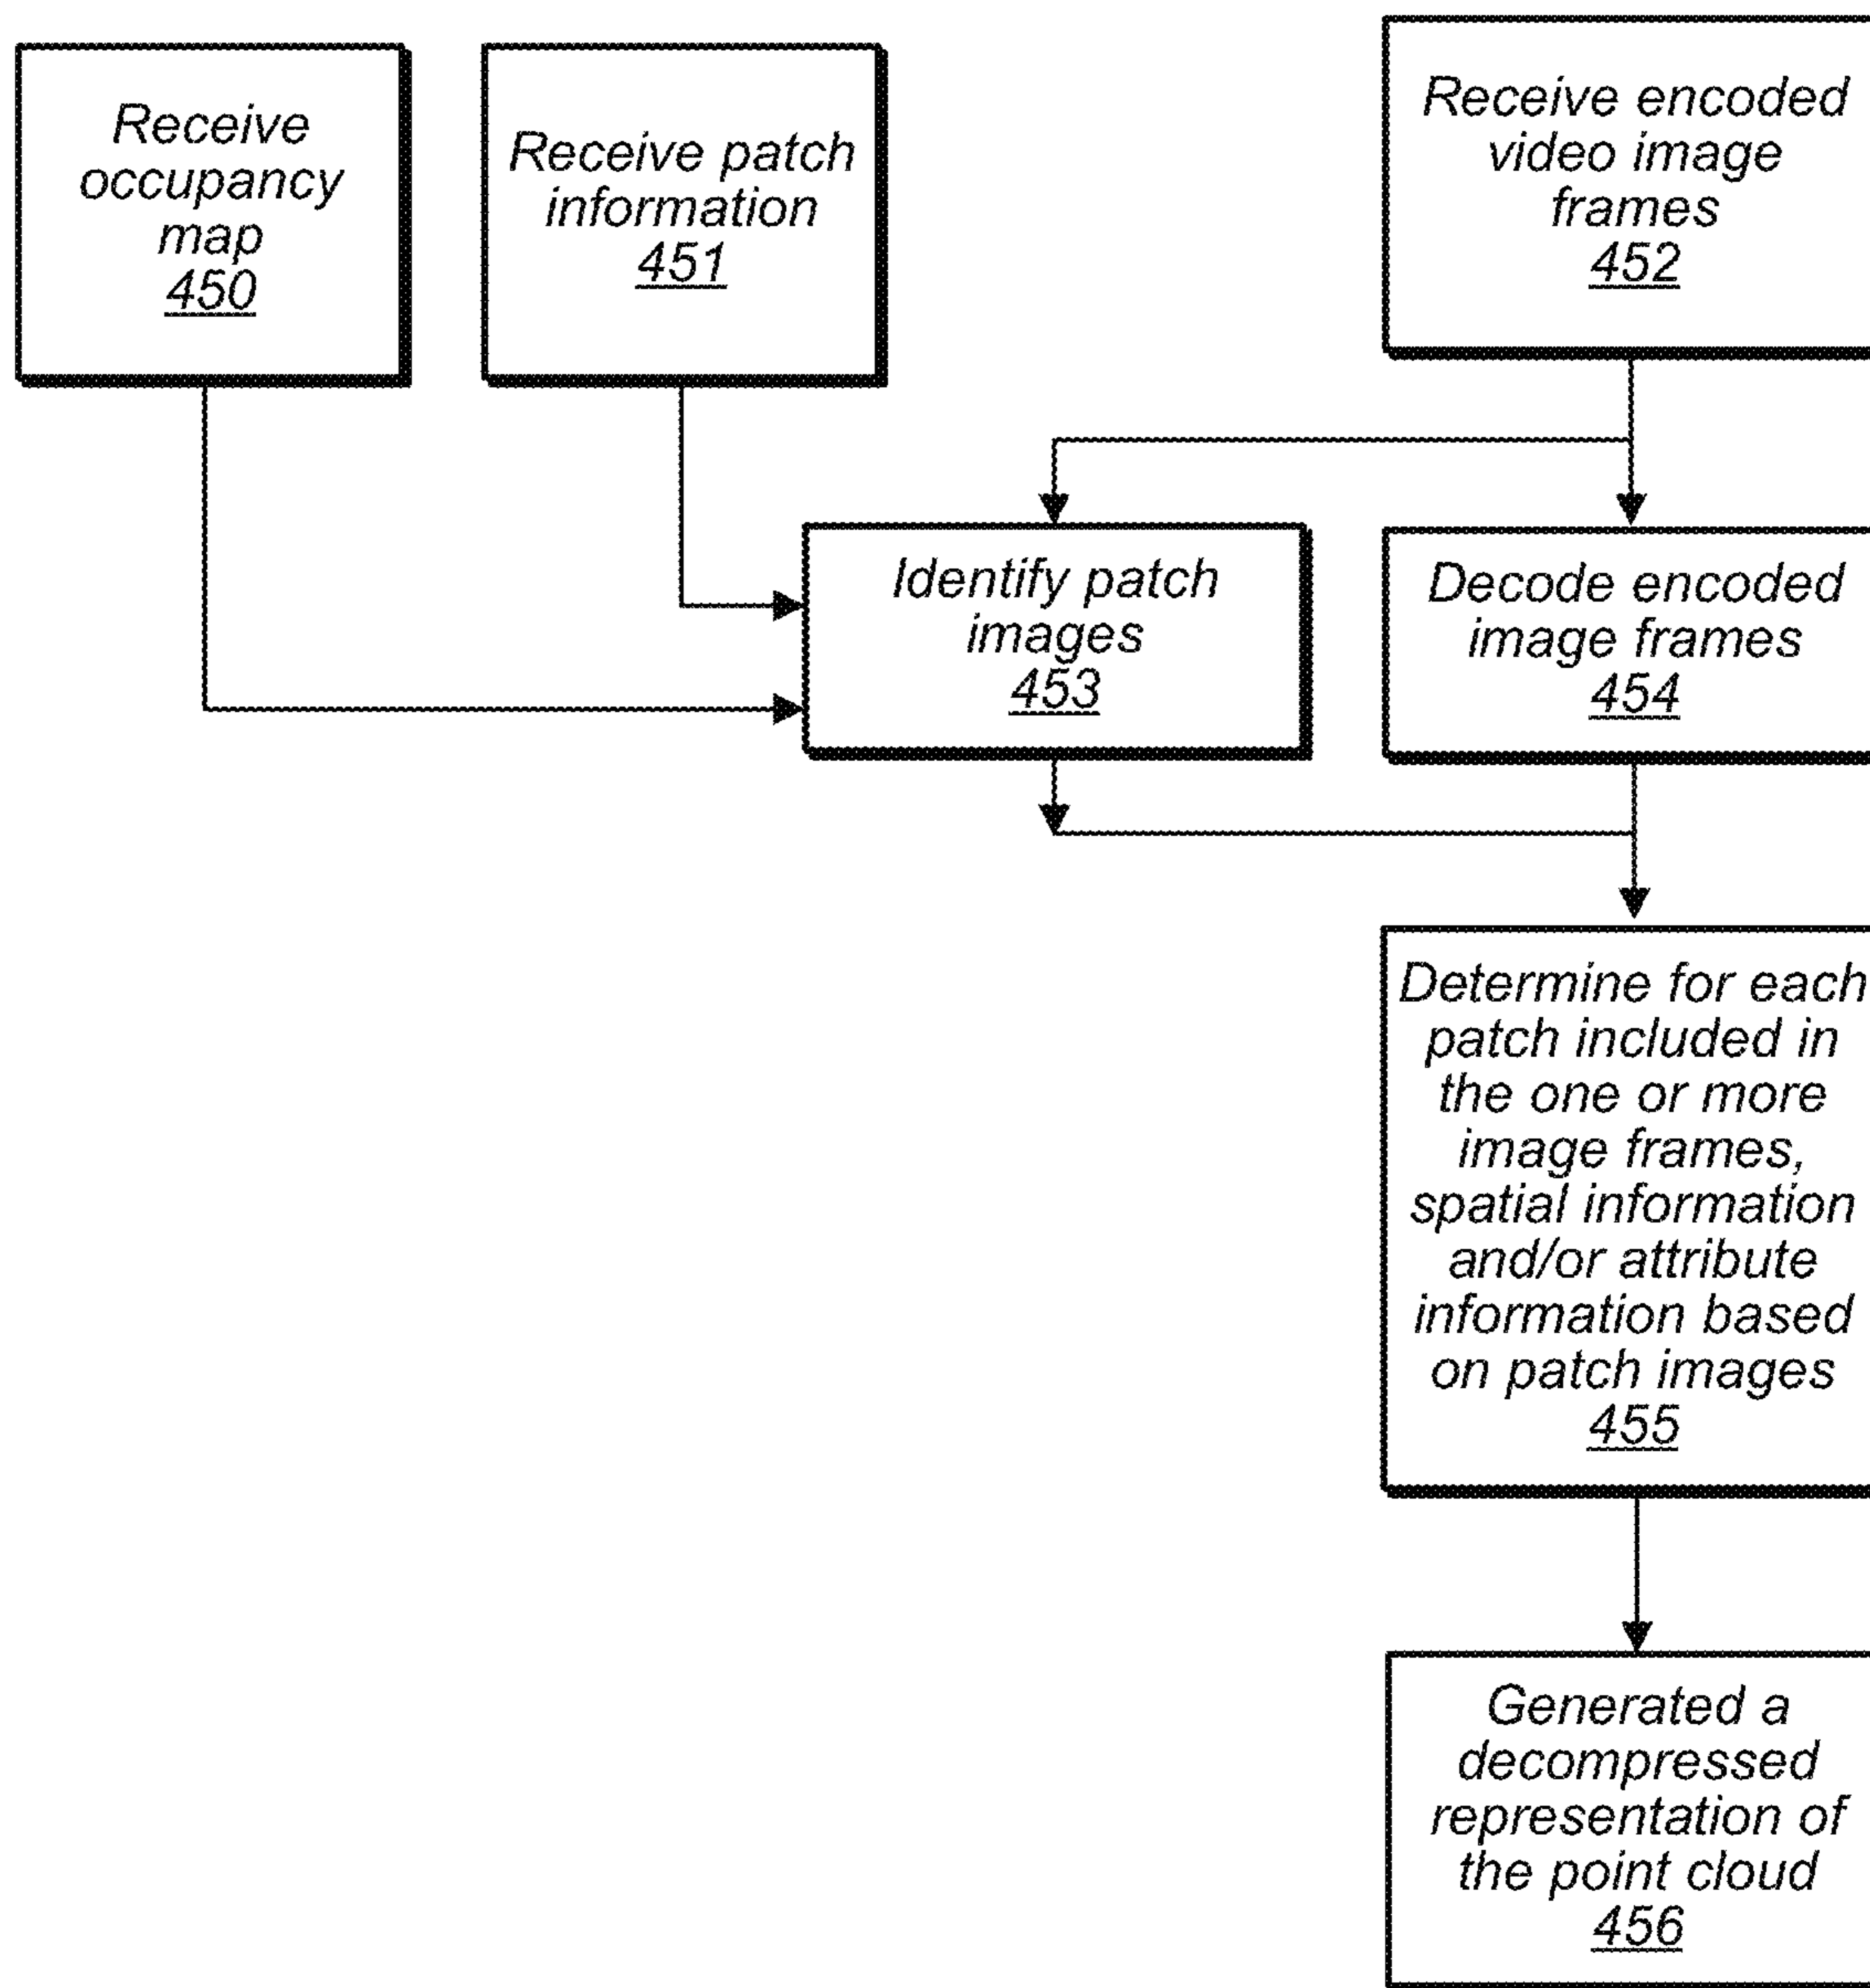 Receive
occupancy
map
450
Receive patch
information
451
Receive encoded
video image
frames
452
Identify patch
images
453
Decode encoded
image frames
454
Determine for each
patch included in
the one or more
image frames,
spatial information
and/or attribute
information based
on patch images
455
Generated a
decompressed
representation of
the point cloud
456